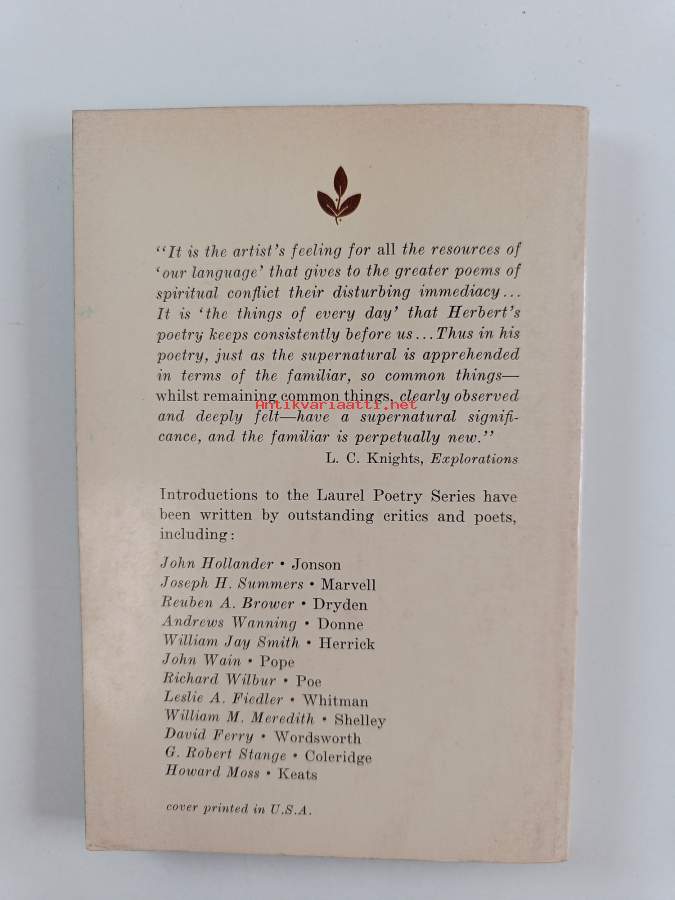 "It is the artist's feeling for all the resources of
'our language' that gives to the greater poems of
spiritual conflict their disturbing immediacy...
It is 'the things of every day' that Herbert's
poetry keeps consistently before us...Thus in his
poetry, just as the supernatural is apprehended
in terms of the familiar, so common things—
whilst remaining common things, clearly observed
Antikvariaatti.net
and deeply felt—have a supernatural signifi-
cance, and the familiar is perpetually new."
L. C. Knights, Explorations
Introductions to the Laurel Poetry Series have
been written by outstanding critics and poets,
including:
John Hollander • Jonson
Joseph H. Summers • Marvell
Reuben A. Brower • Dryden
Andrews Wanning • Donne
William Jay Smith • Herrick
John Wain • Pope
Richard Wilbur • Poe
Leslie A. Fiedler • Whitman
William M. Meredith • Shelley
David Ferry • Wordsworth
G. Robert Stange • Coleridge
Howard Moss • Keats
cover printed in U.S.A.